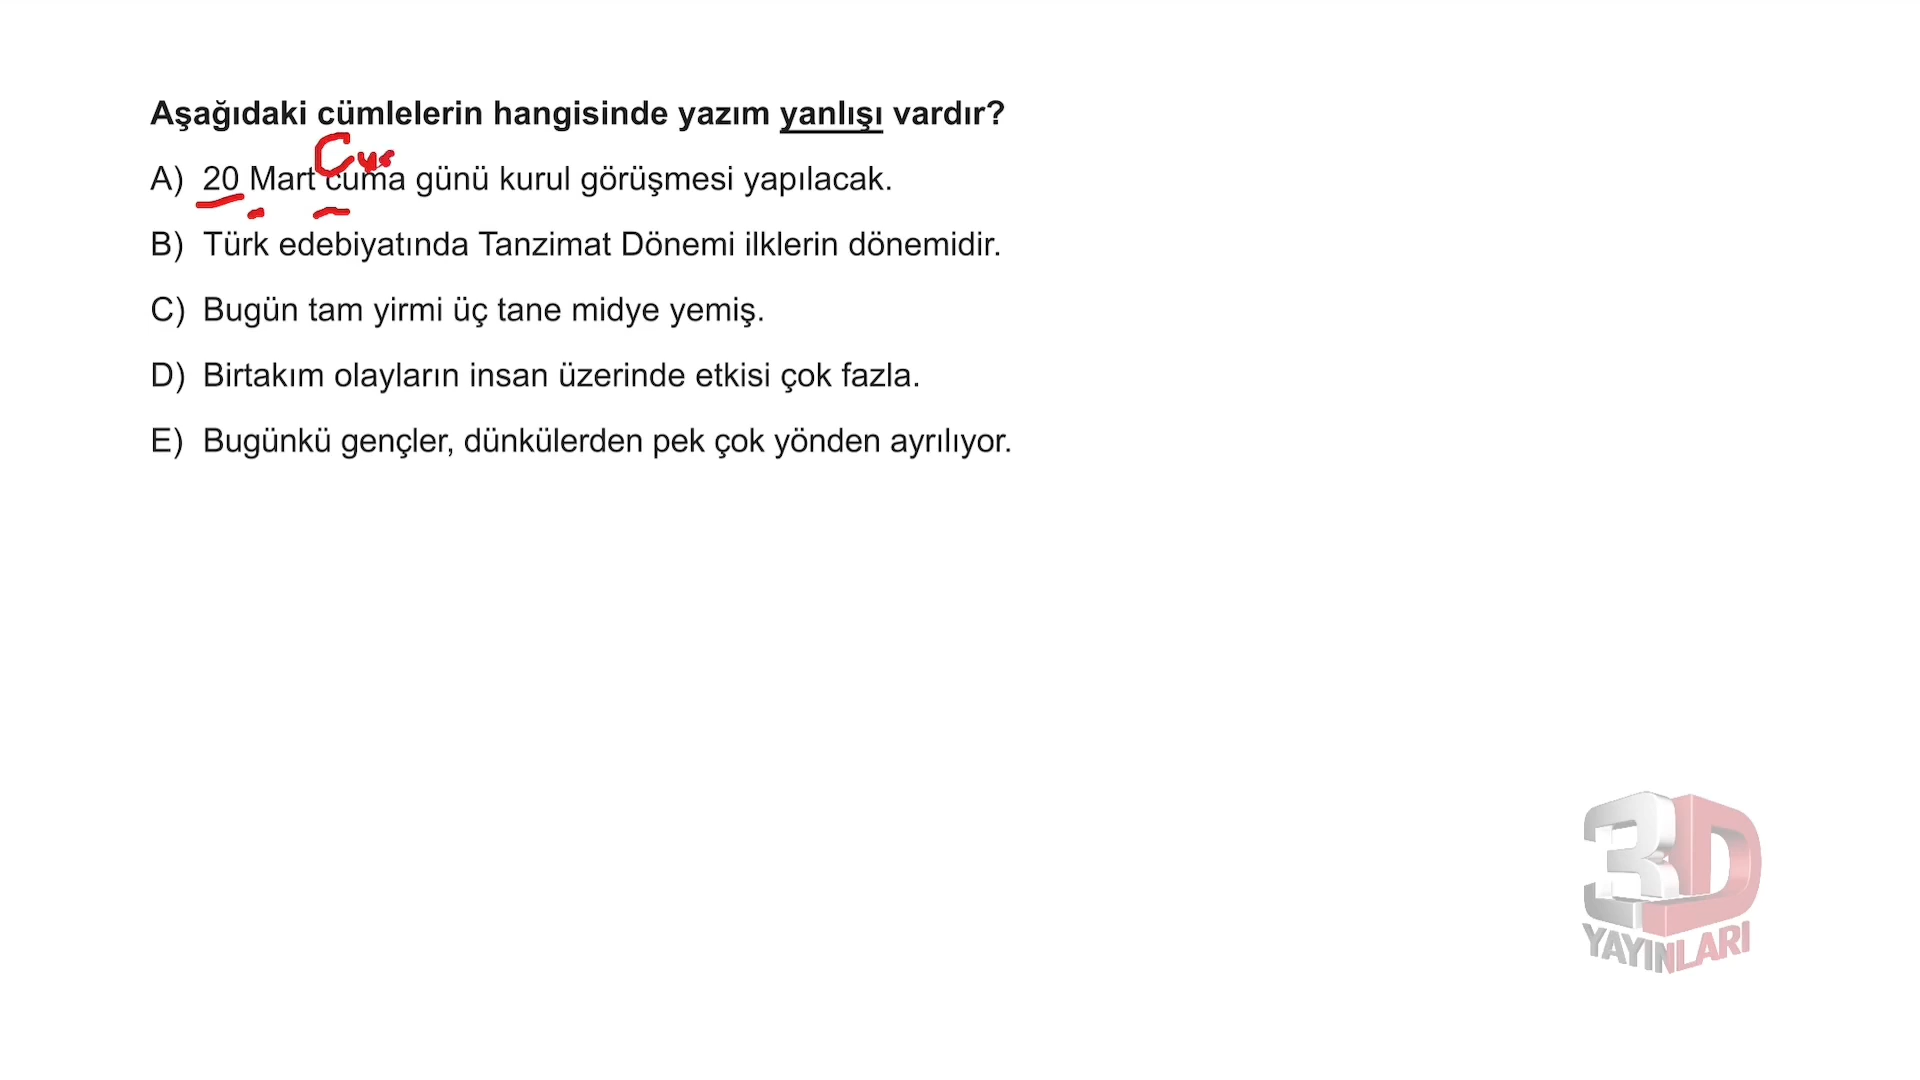 Aşağıdaki cümlelerin hangisinde yazım yanlışı vardır?
Cu
A) 20 Mart cuma günü kurul görüşmesi yapılacak.
B) Türk edebiyatında Tanzimat Dönemi ilklerin dönemidir.
C) Bugün tam yirmi üç tane midye yemiş.
D) Birtakım olayların insan üzerinde etkisi çok fazla.
E) Bugünkü gençler, dünkülerden pek çok yönden ayrılıyor.
3D
YAYINLARI